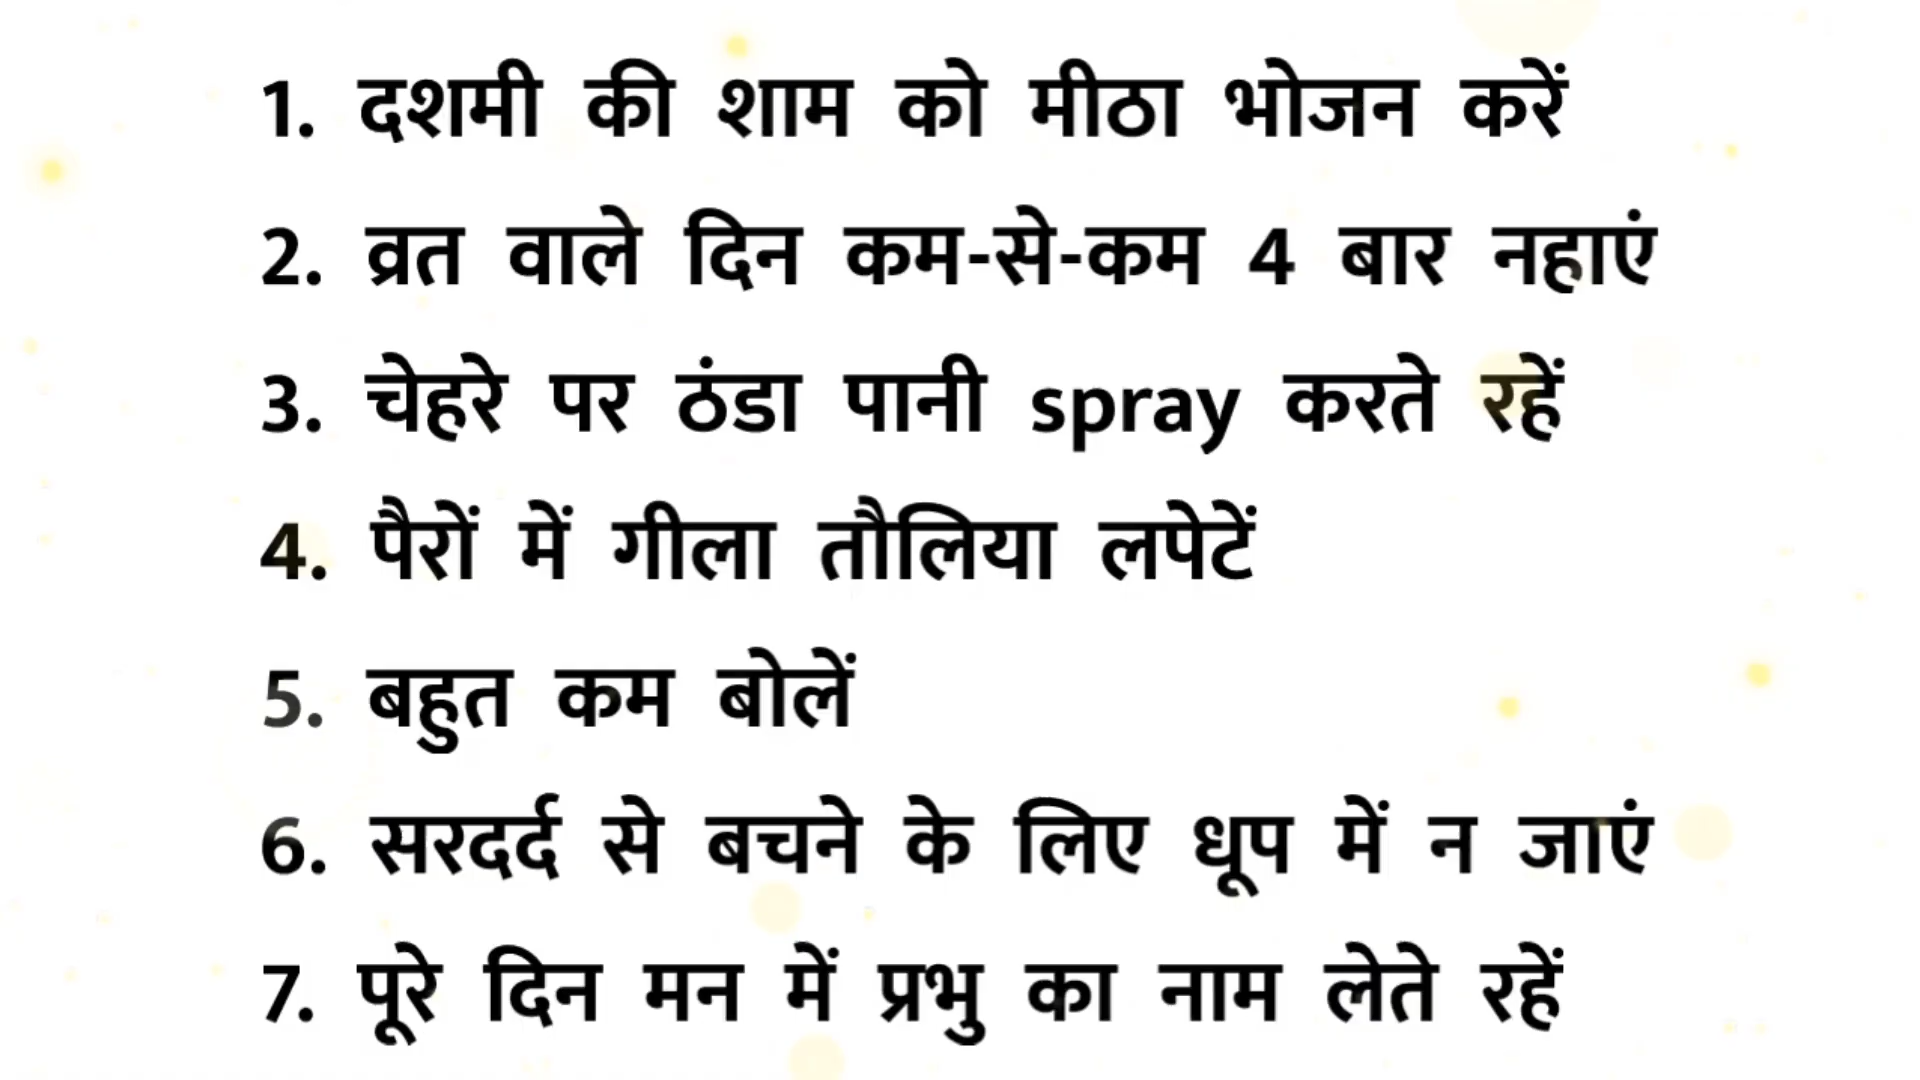 1. दशमी की शाम को मीठा भोजन करें
2. व्रत वाले दिन कम-से-कम 4 बार नहाएं
3. चेहरे पर ठंडा पानी spray करते रहें
4. पैरों में गीला तौलिया लपेटें
5. बहुत कम बोलें
6. सरदर्द से बचने के लिए धूप में न जाएं
7. पूरे दिन मन में प्रभु का नाम लेते रहें